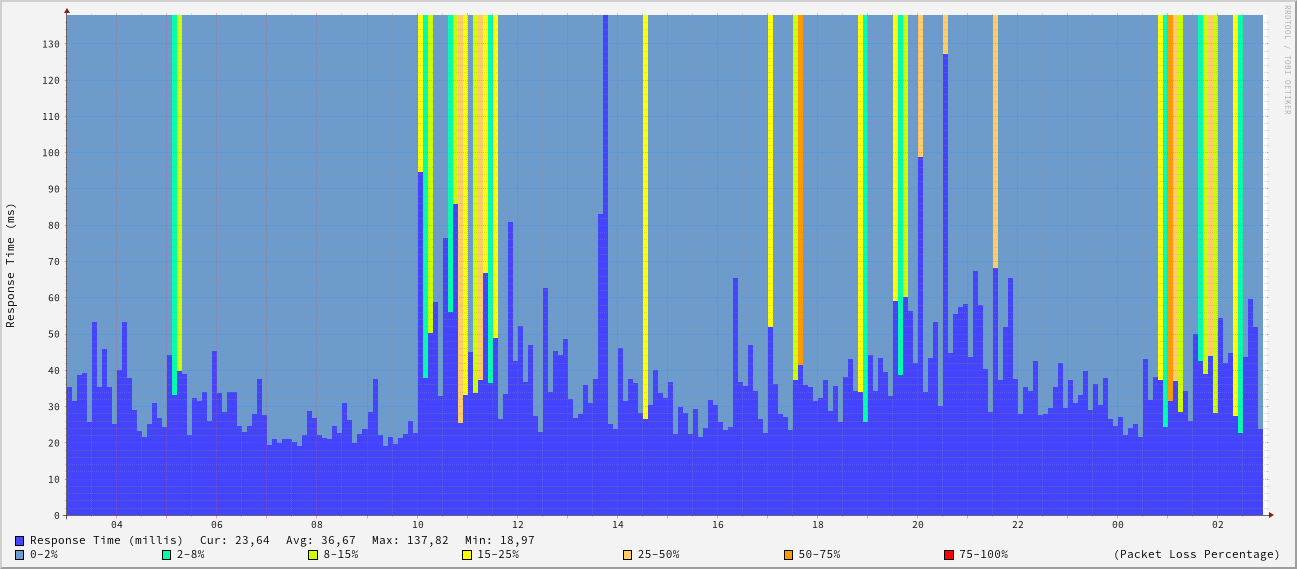 RRDTOOL / TOBI OETIKER
Response Time (ms)
130
120
110
100
90
80
70
60
50
40
30
20
10
0
04 06 08 10 12 14 16 18 20 22 00 02
Response Time (millis) Cur: 23,64 Avg: 36,67 Max: 137,82 Min: 18,97
0-2% 2-8% 8-15% 15-25% 25-50% 50-75% 75-100% (Packet Loss Percentage)